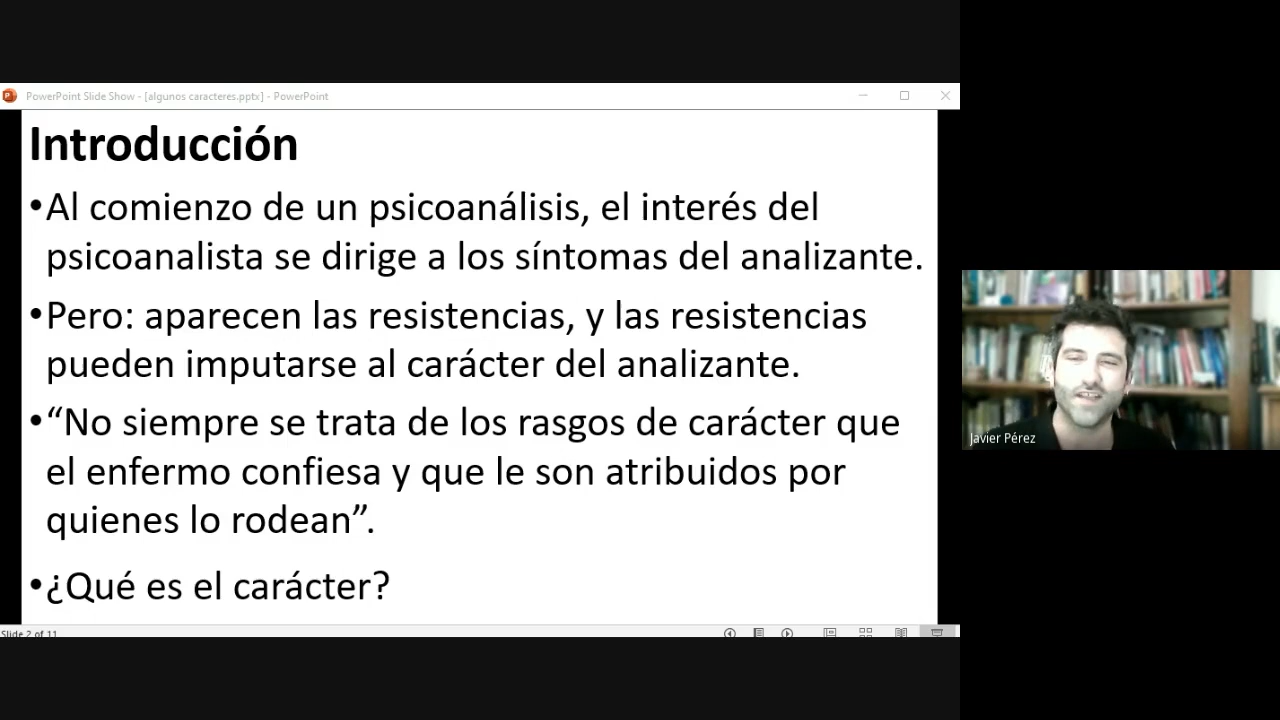 PowerPoint Slide Show - [algunos caracteres.pptx] - PowerPoint
Introducción
•Al comienzo de un psicoanálisis, el interés del
psicoanalista se dirige a los síntomas del analizante.
•Pero: aparecen las resistencias, y las resistencias
pueden imputarse al carácter del analizante.
•“No siempre se trata de los rasgos de carácter que
el enfermo confiesa y que le son atribuidos por
quienes lo rodean”.
•¿Qué es el carácter?
Slide 2 of 11
Javier Pérez